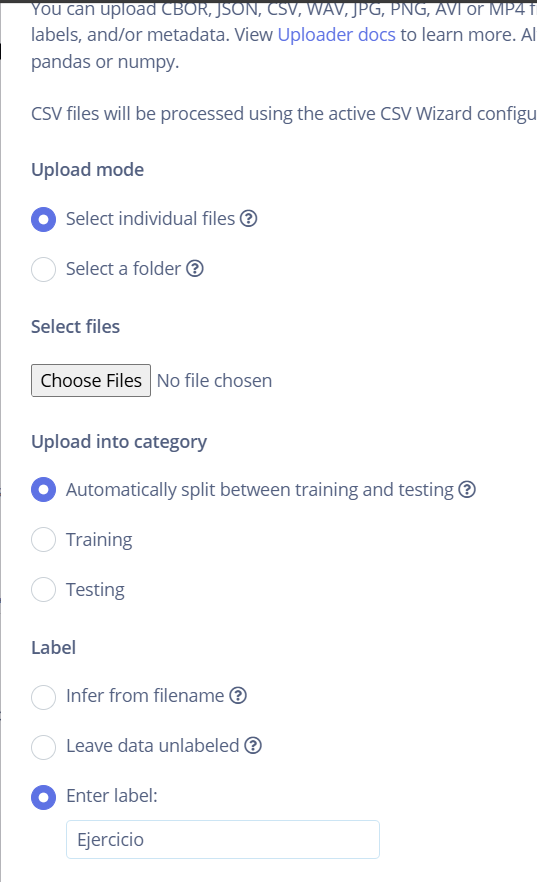 You can upload CBOR, JSON, CSV, WAV, JPG, PNG, AVI or MP4 f
labels, and/or metadata. View Uploader docs to learn more. Al
pandas or numpy.
CSV files will be processed using the active CSV Wizard configu
Upload mode
Select individual files
Select a folder
Select files
Choose Files No file chosen
Upload into category
Automatically split between training and testing
Training
Testing
Label
Infer from filename
Leave data unlabeled
Enter label:
Ejercicio